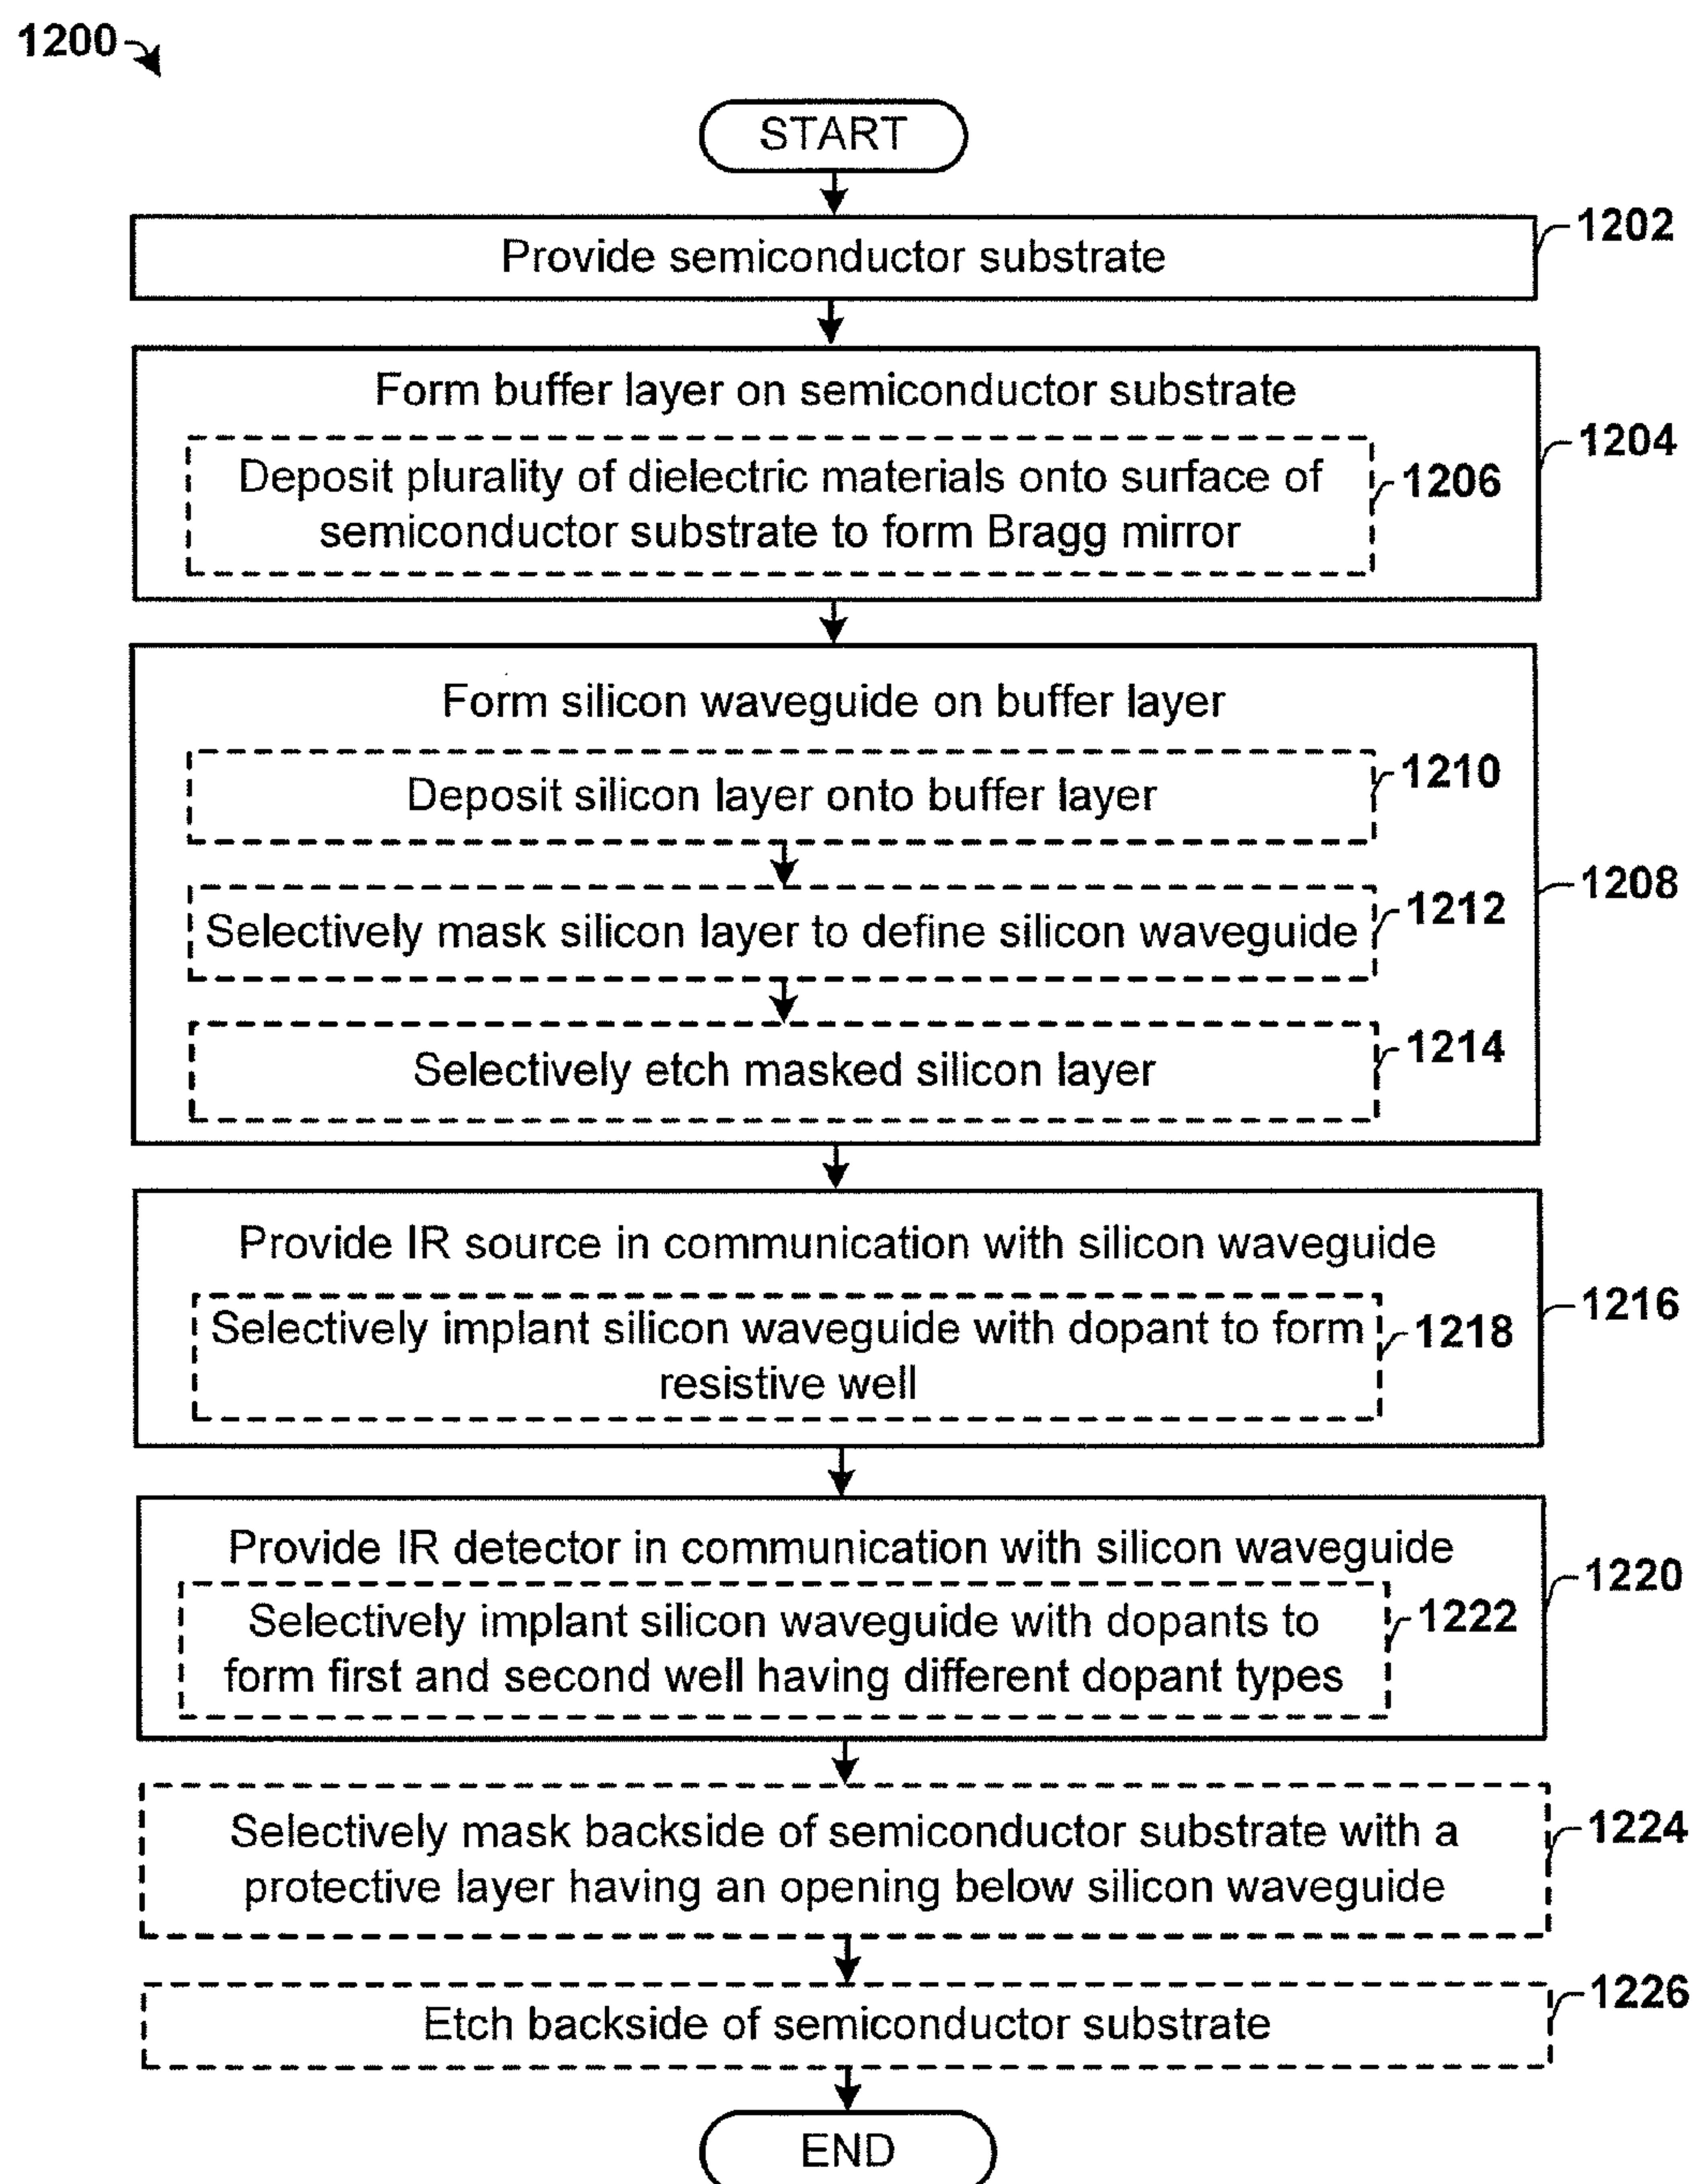 1200
START
Provide semiconductor substrate
1202
Form buffer layer on semiconductor substrate
1204
Deposit plurality of dielectric materials onto surface of
semiconductor substrate to form Bragg mirror
1206
Form silicon waveguide on buffer layer
1208
Deposit silicon layer onto buffer layer
1210
Selectively mask silicon layer to define silicon waveguide
1212
Selectively etch masked silicon layer
1214
Provide IR source in communication with silicon waveguide
1216
Selectively implant silicon waveguide with dopant to form
resistive well
1218
Provide IR detector in communication with silicon waveguide
1220
Selectively implant silicon waveguide with dopants to
form first and second well having different dopant types
1222
Selectively mask backside of semiconductor substrate with a
protective layer having an opening below silicon waveguide
1224
Etch backside of semiconductor substrate
1226
END